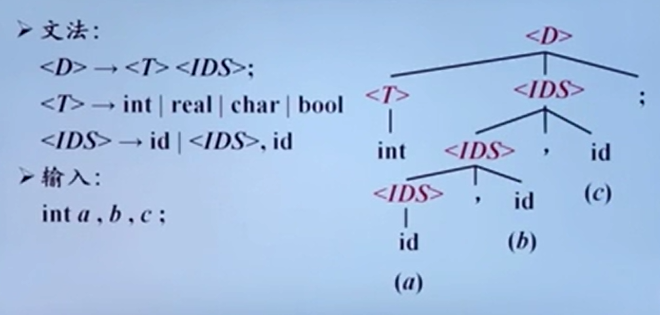 ➢ 文法:
<D> → <T> <IDS>;
<T> → int | real | char | bool
<IDS> → id | <IDS>, id
➢ 输入:
int a , b , c ;
<D>
<T> <IDS> ;
int <IDS> , id
(c)
<IDS> , id
(b)
id
(a)